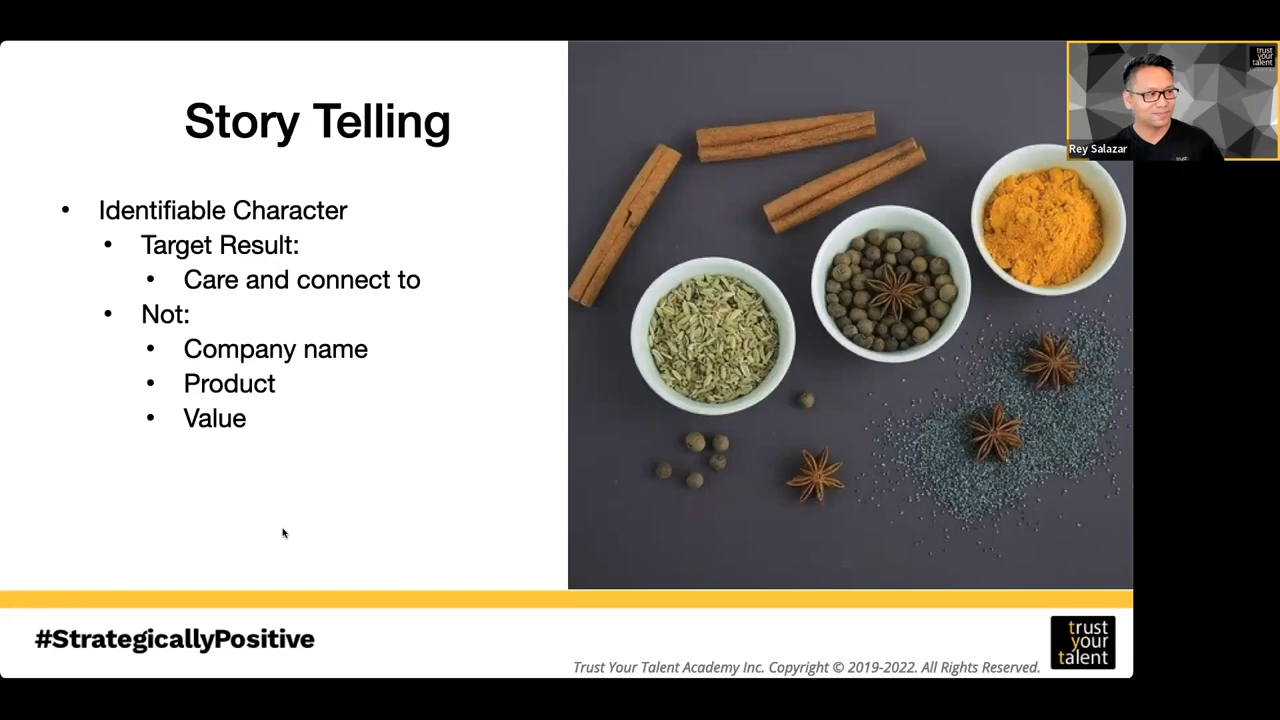 Story Telling
• Identifiable Character
• Target Result:
• Care and connect to
• Not:
• Company name
• Product
• Value
#StrategicallyPositive
Trust Your Talent Academy Inc. Copyright © 2019-2022. All Rights Reserved.
trust
your
talent
trust
your
talent
Rey Salazar